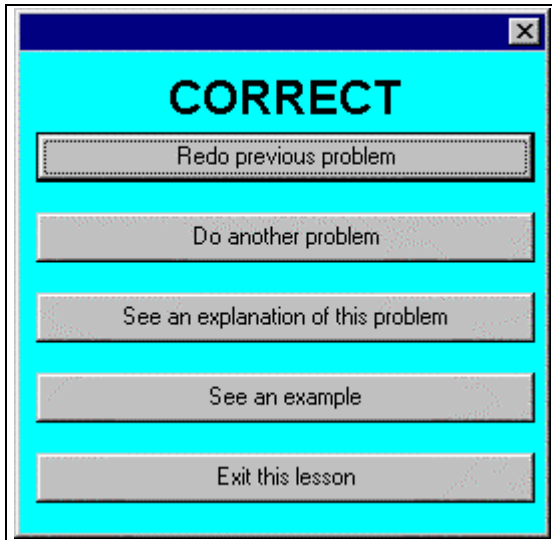 CORRECT
Redo previous problem
Do another problem
See an explanation of this problem
See an example
Exit this lesson